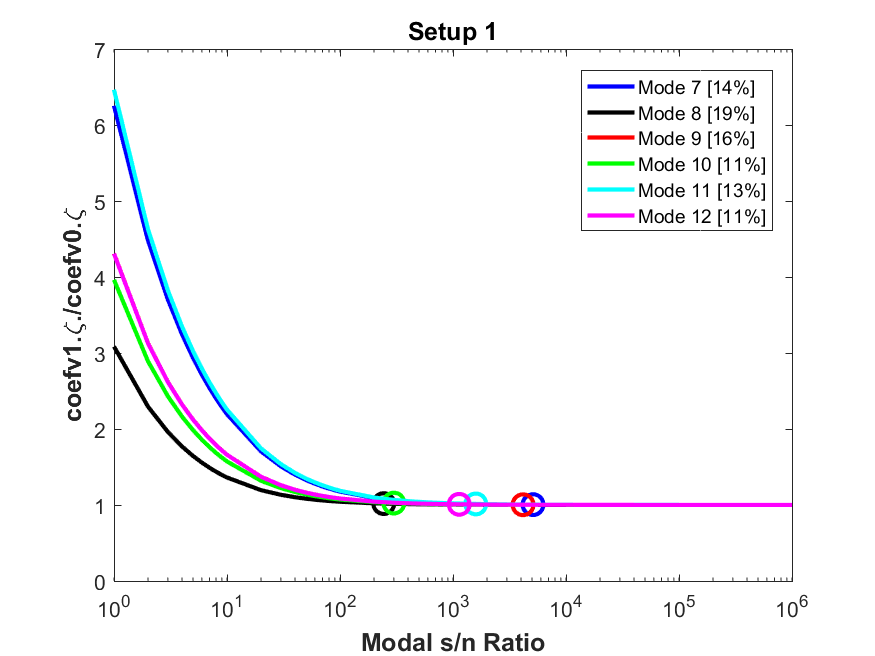 Setup 1
7
6
5
4
3
2
1
0
coefv1.ζ./coefv0.ζ
Mode 7 [14%]
Mode 8 [19%]
Mode 9 [16%]
Mode 10 [11%]
Mode 11 [13%]
Mode 12 [11%]
10^0 10^1 10^2 10^3 10^4 10^5 10^6
Modal s/n Ratio